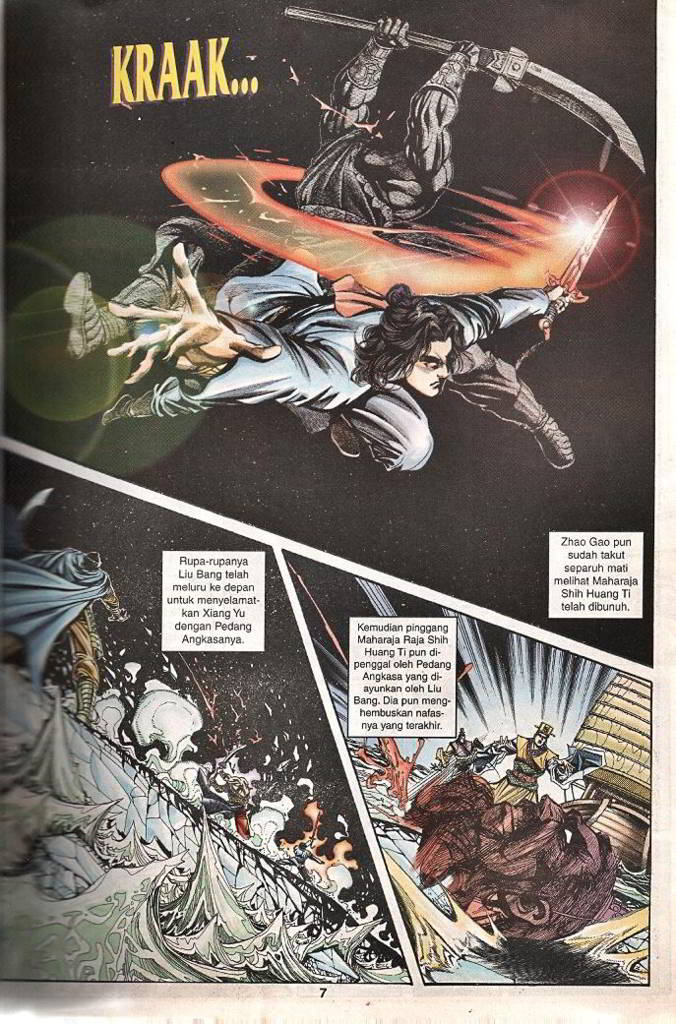 KRAAK...
Zhao Gao pun
sudah takut
separuh mati
melihat Maharaja
Shih Huang Ti
telah dibunuh.
Rupa-rupanya
Liu Bang telah
meluru ke depan
untuk menyelamat-
kan Xiang Yu
dengan Pedang
Angkasanya.
Kemudian pinggang
Maharaja Raja Shih
Huang Ti pun di-
penggal oleh Pedang
Angkasa yang di-
ayunkan oleh Liu
Bang. Dia pun meng-
hembuskan nafas-
nya yang terakhir.
7